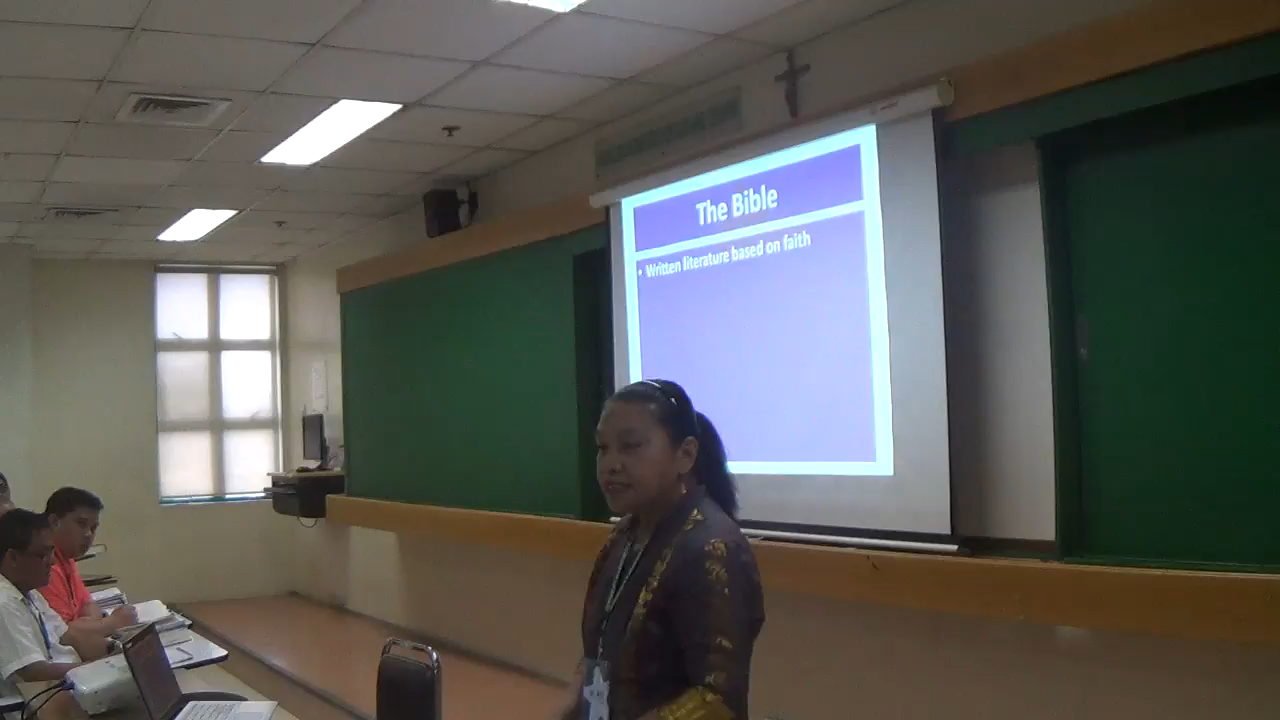 The Bible
• Written literature based on faith